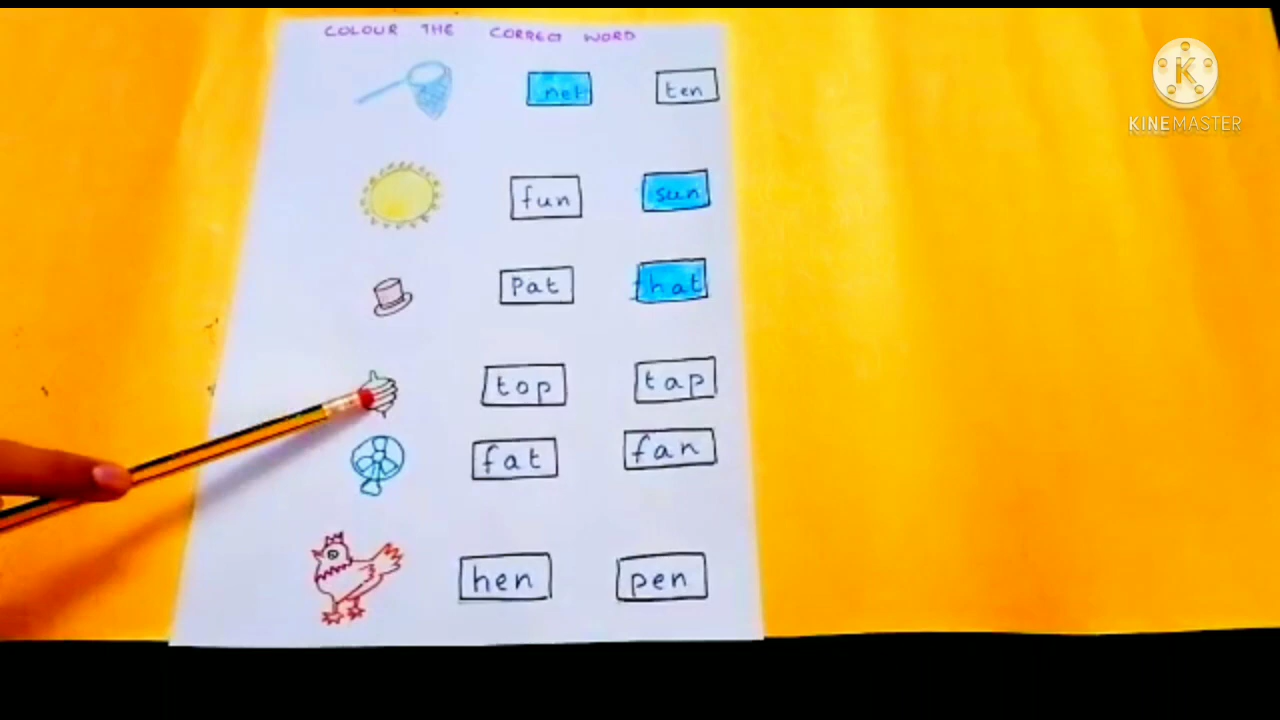 COLOUR THE CORRECT WORD
net ten
fun sun
Pat hat
top tap
fat fan
hen pen
K
KINEMASTER